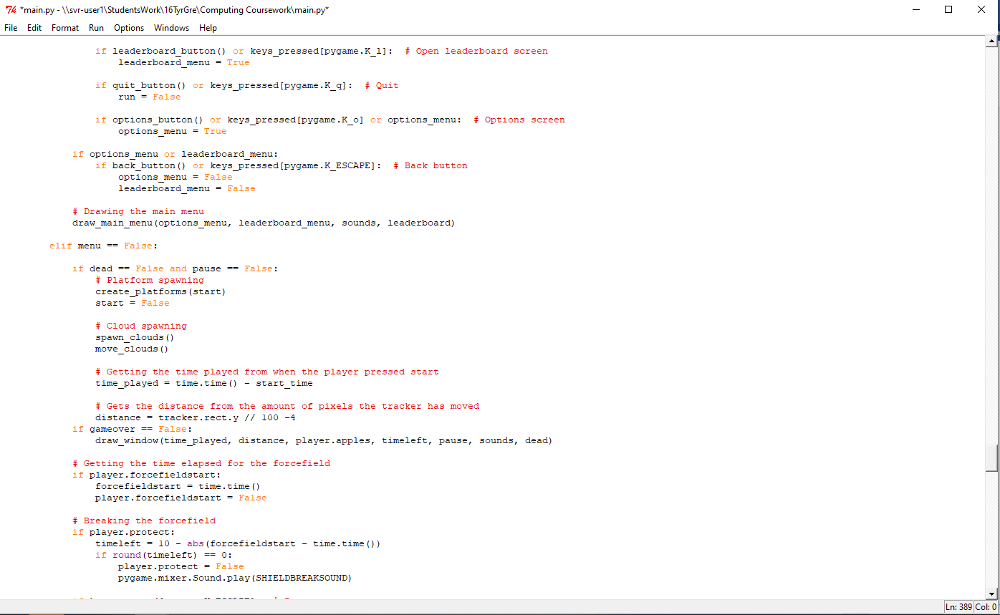 *main.py - \\svr-user1\StudentsWork\16TyrGre\Computing Coursework\main.py*
File Edit Format Run Options Windows Help
if leaderboard_button() or keys_pressed[pygame.K_l]:  # Open leaderboard screen
leaderboard_menu = True
if quit_button() or keys_pressed[pygame.K_q]:  # Quit
run = False
if options_button() or keys_pressed[pygame.K_o] or options_menu:  # Options screen
options_menu = True
if options_menu or leaderboard_menu:
if back_button() or keys_pressed[pygame.K_ESCAPE]:  # Back button
options_menu = False
leaderboard_menu = False
# Drawing the main menu
draw_main_menu(options_menu, leaderboard_menu, sounds, leaderboard)
elif menu == False:
if dead == False and pause == False:
# Platform spawning
create_platforms(start)
start = False
# Cloud spawning
spawn_clouds()
move_clouds()
# Getting the time played from when the player pressed start
time_played = time.time() - start_time
# Gets the distance from the amount of pixels the tracker has moved
distance = tracker.rect.y // 100 -4
if gameover == False:
draw_window(time_played, distance, player.apples, timeleft, pause, sounds, dead)
# Getting the time elapsed for the forcefield
if player.forcefieldstart:
forcefieldstart = time.time()
player.forcefieldstart = False
# Breaking the forcefield
if player.protect:
timeleft = 10 - abs(forcefieldstart - time.time())
if round(timeleft) == 0:
player.protect = False
pygame.mixer.Sound.play(SHIELDBREAKSOUND)
Ln: 389 Col: 0